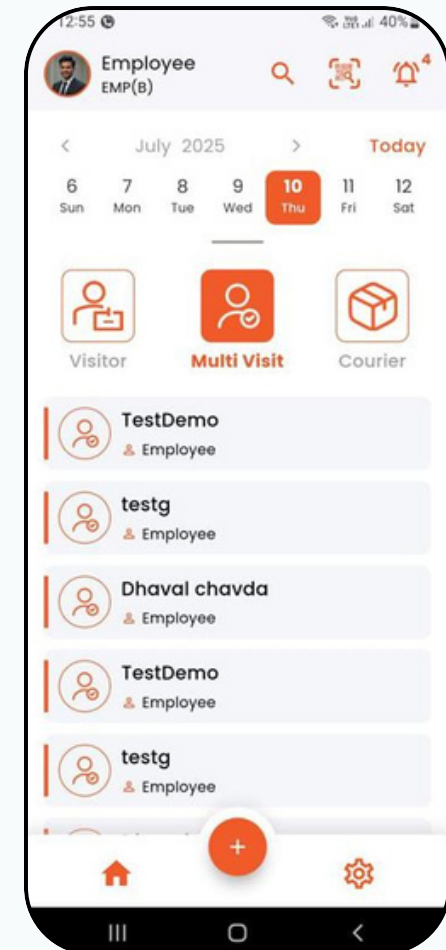 12:55
40%
Employee
EMP(B)
4
July 2025
Today
6 7 8 9 10 11 12
Sun Mon Tue Wed Thu Fri Sat
Visitor Multi Visit Courier
TestDemo
Employee
testg
Employee
Dhaval chavda
Employee
TestDemo
Employee
testg
Employee
+